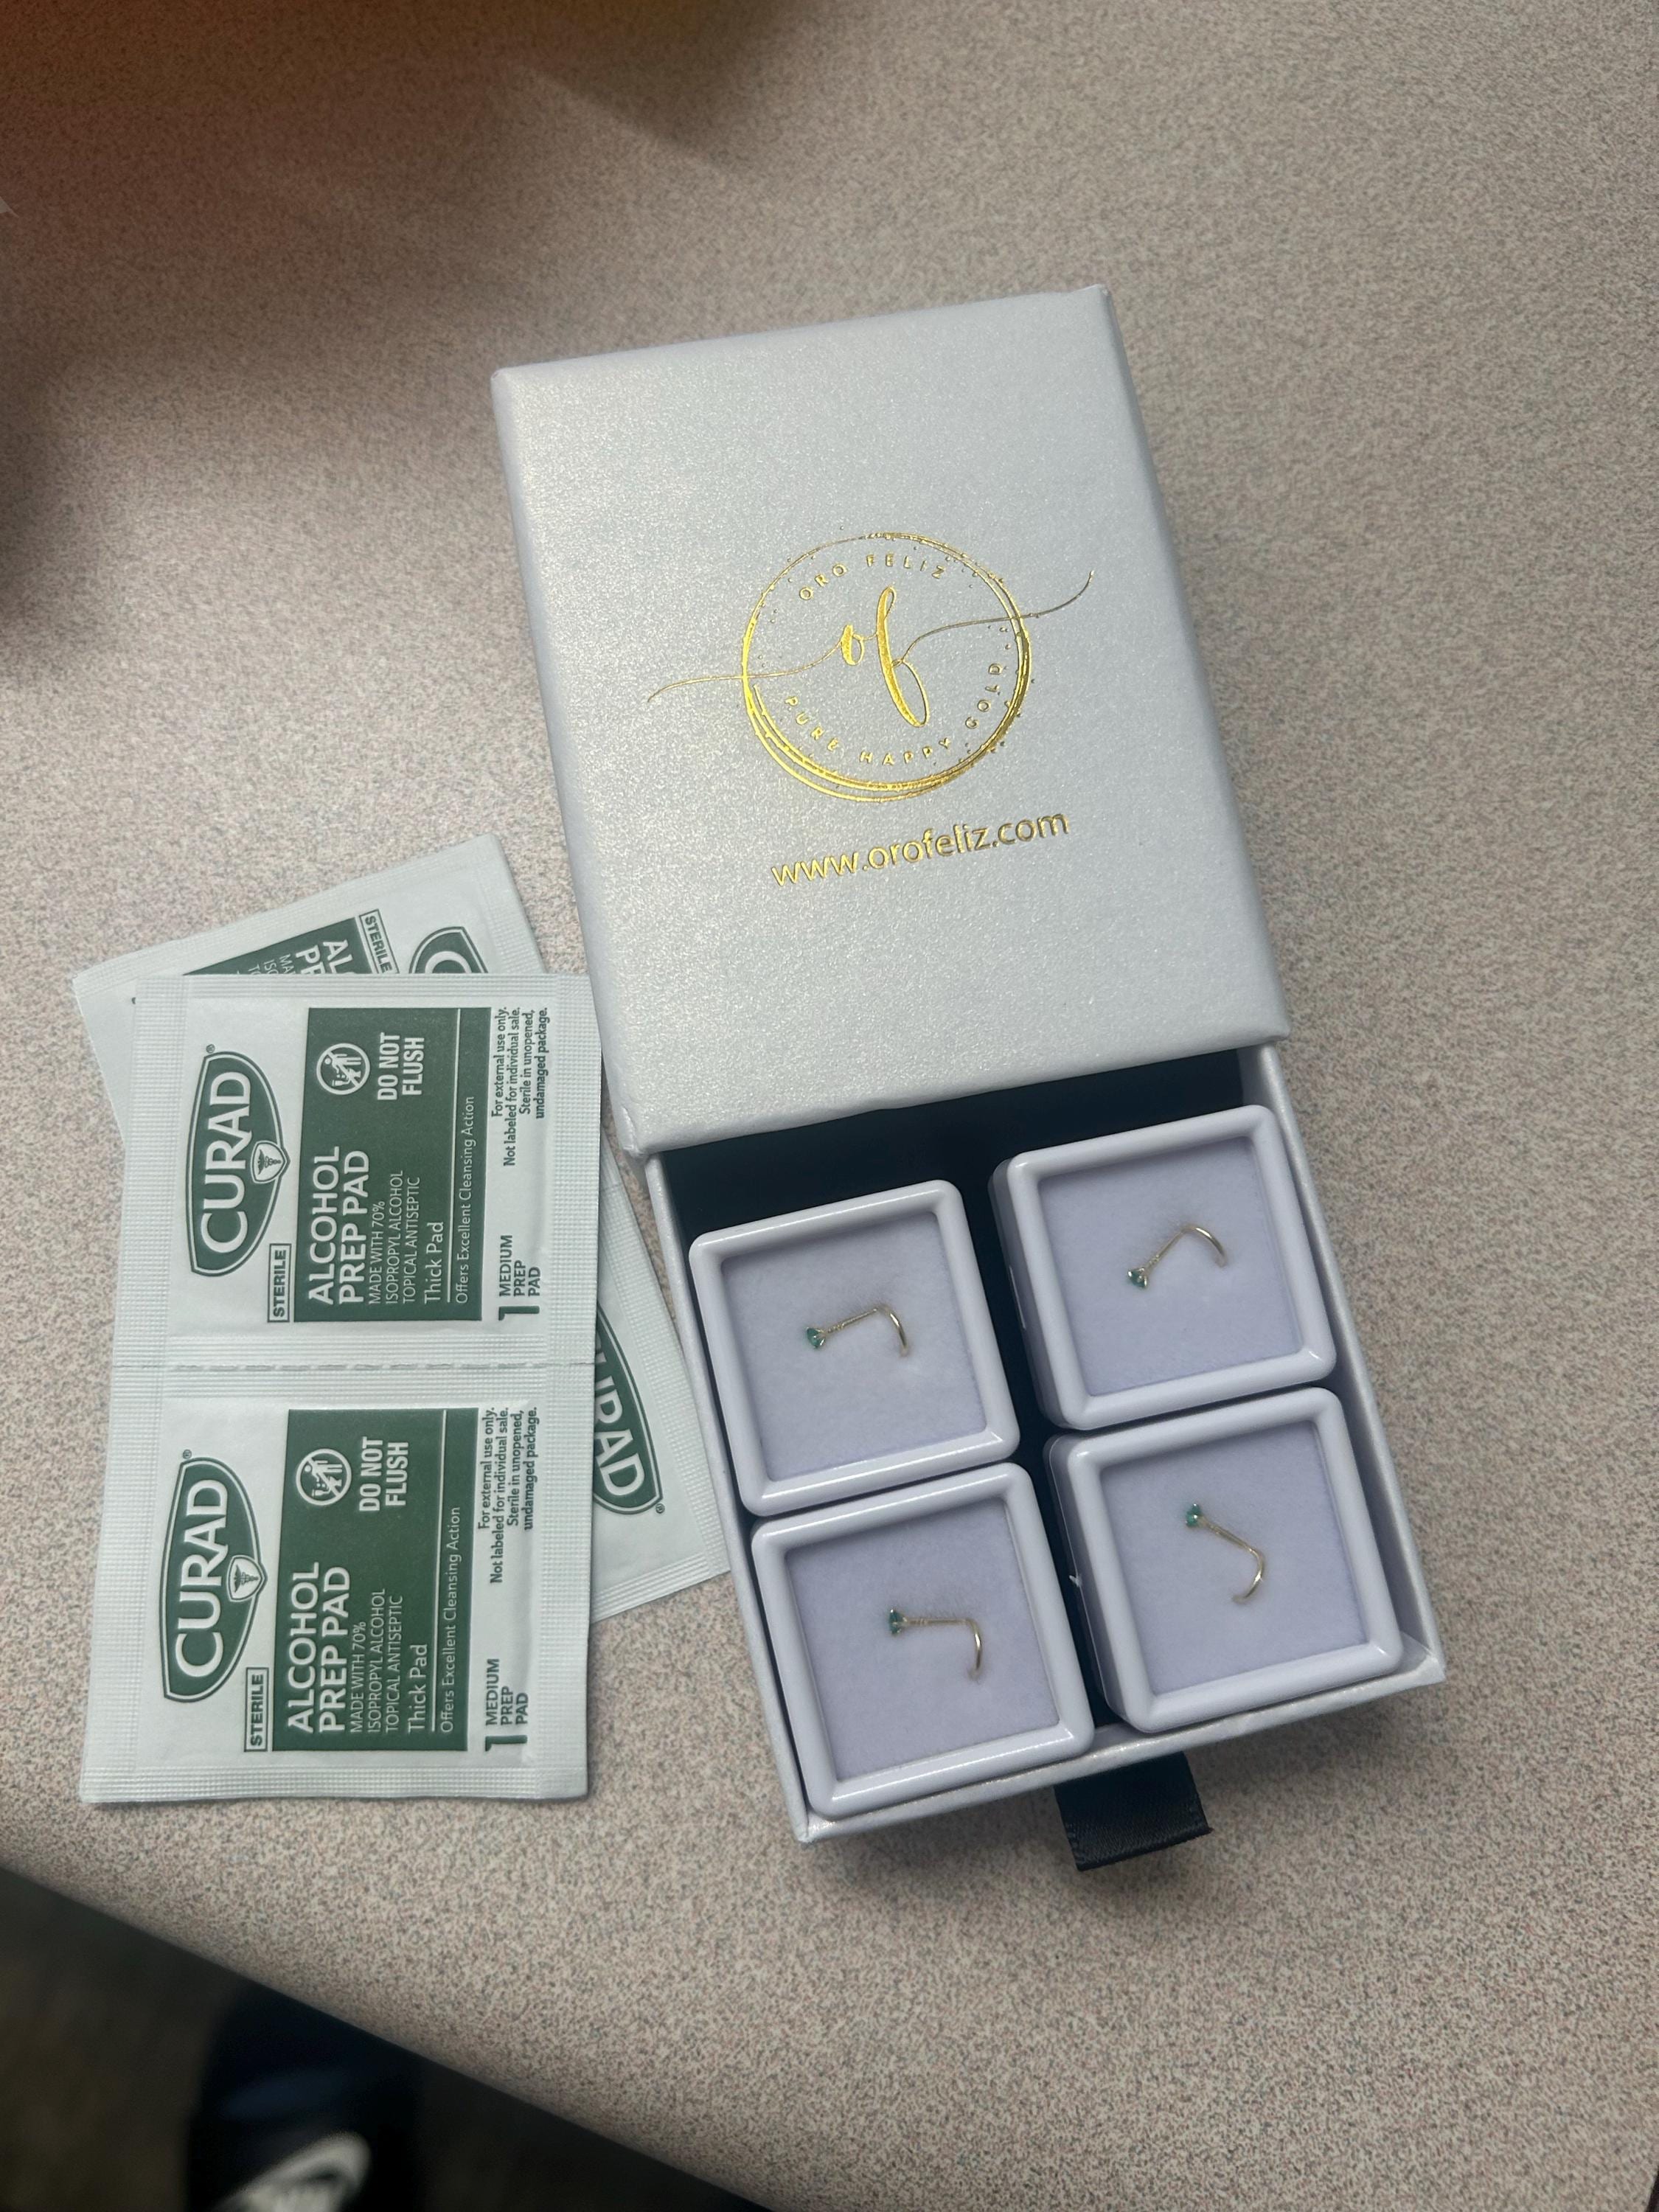 ORO FELIZ
of
PURE HAPPY GOLD
www.orofeliz.com
CURAD®
STERILE
ALCOHOL
PREP PAD
MADE WITH 70%
ISOPROPYL ALCOHOL
TOPICAL ANTISEPTIC
Thick Pad
Offers Excellent Cleansing Action
DO NOT
FLUSH
1 MEDIUM
PREP
PAD
For external use only.
Not labeled for individual sale.
Sterile in unopened,
undamaged package.
CURAD®
STERILE
ALCOHOL
PREP PAD
MADE WITH 70%
ISOPROPYL ALCOHOL
TOPICAL ANTISEPTIC
Thick Pad
Offers Excellent Cleansing Action
DO NOT
FLUSH
1 MEDIUM
PREP
PAD
For external use only.
Not labeled for individual sale.
Sterile in unopened,
undamaged package.
STERILE